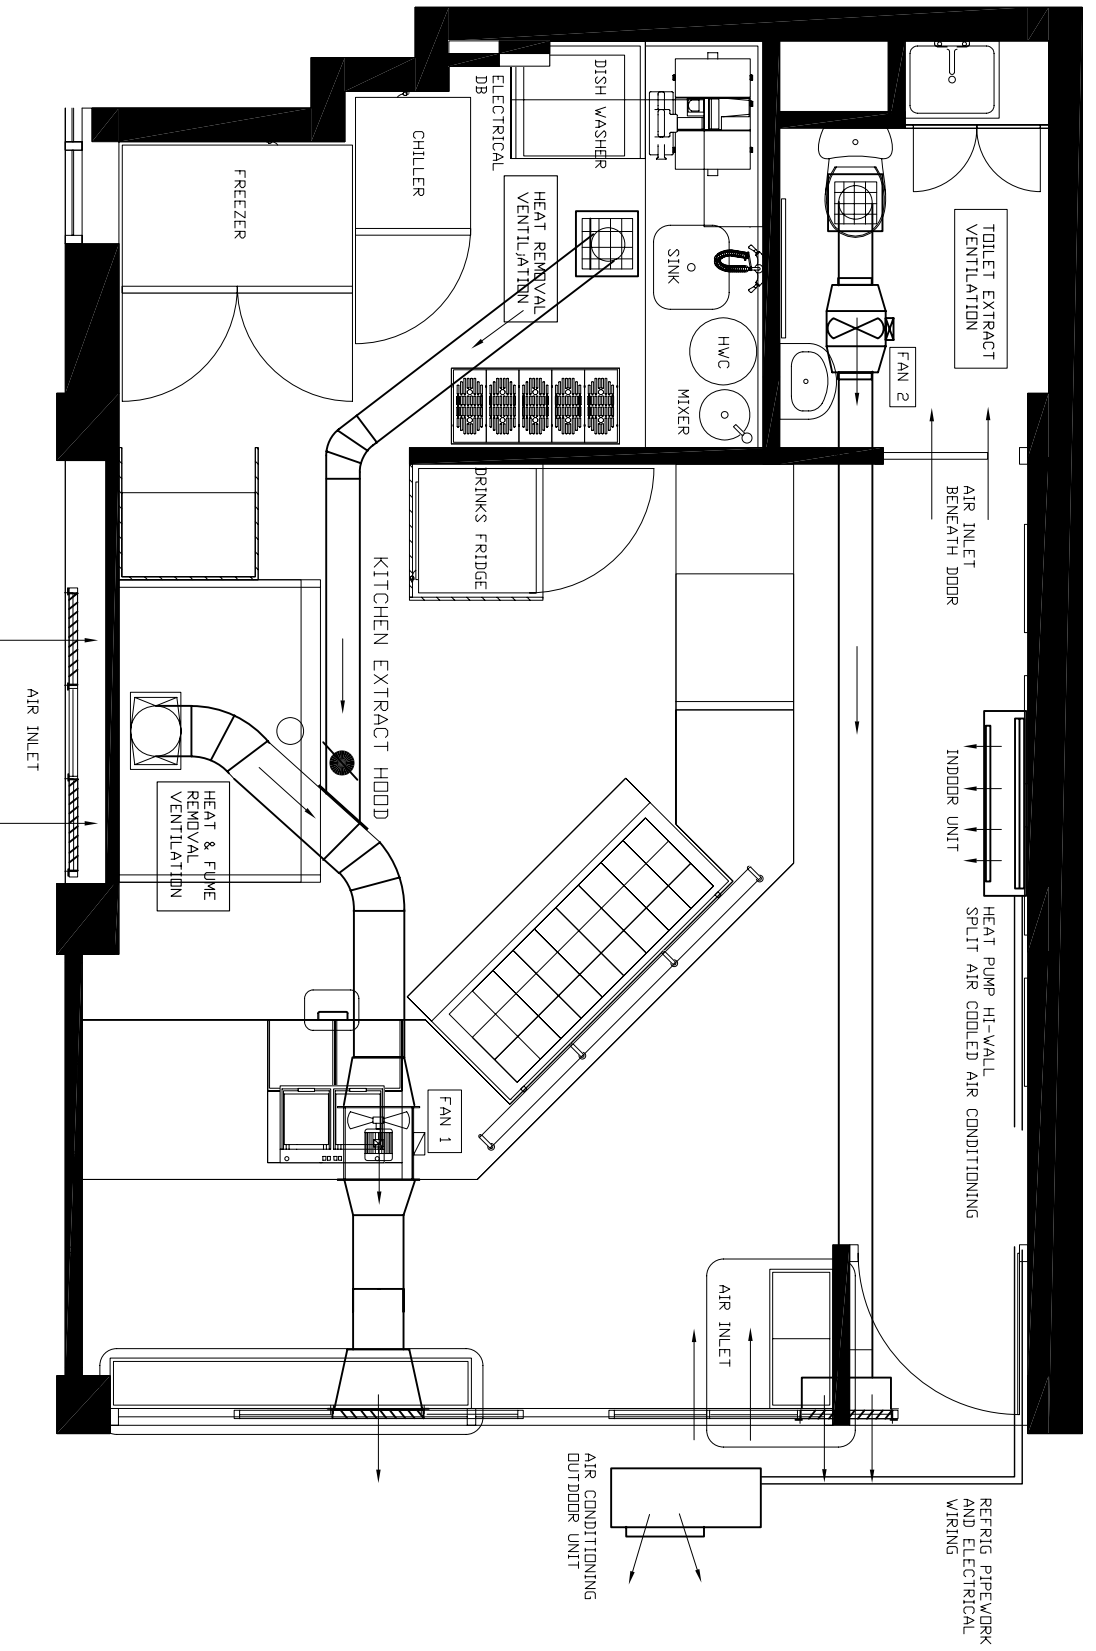 TOILET EXTRACT
VENTILATION
FAN 2
AIR INLET
BENEATH DOOR
INDOOR UNIT
HEAT PUMP HI-WALL
SPLIT AIR COOLED AIR CONDITIONING
REFRIG PIPEWORK
AND ELECTRICAL
WIRING
DISH WASHER
ELECTRICAL
DB
SINK
HWC
MIXER
CHILLER
FREEZER
HEAT REMOVAL
VENTIL;ATION
DRINKS FRIDGE
KITCHEN EXTRACT HOOD
AIR INLET
HEAT & FUME
REMOVAL
VENTILATION
FAN 1
AIR INLET
AIR CONDITIONING
OUTDOOR UNIT